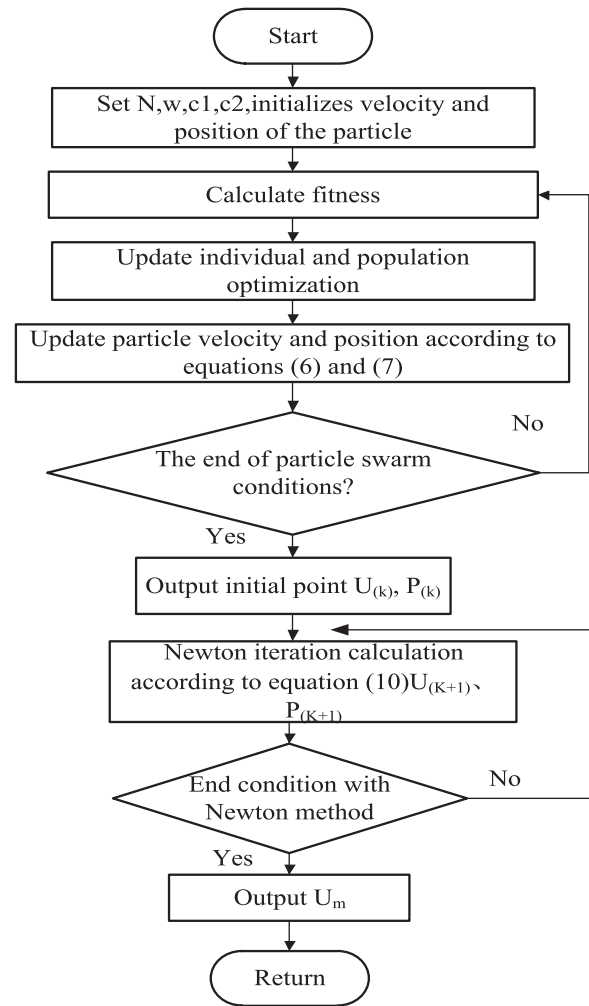 Start
Set N,w,c1,c2,initializes velocity and
position of the particle
Calculate fitness
Update individual and population
optimization
Update particle velocity and position according to
equations (6) and (7)
No
The end of particle swarm
conditions?
Yes
Output initial point U(k), P(k)
Newton iteration calculation
according to equation (10)U(K+1)、
P(K+1)
End condition with
Newton method
No
Yes
Output Um
Return